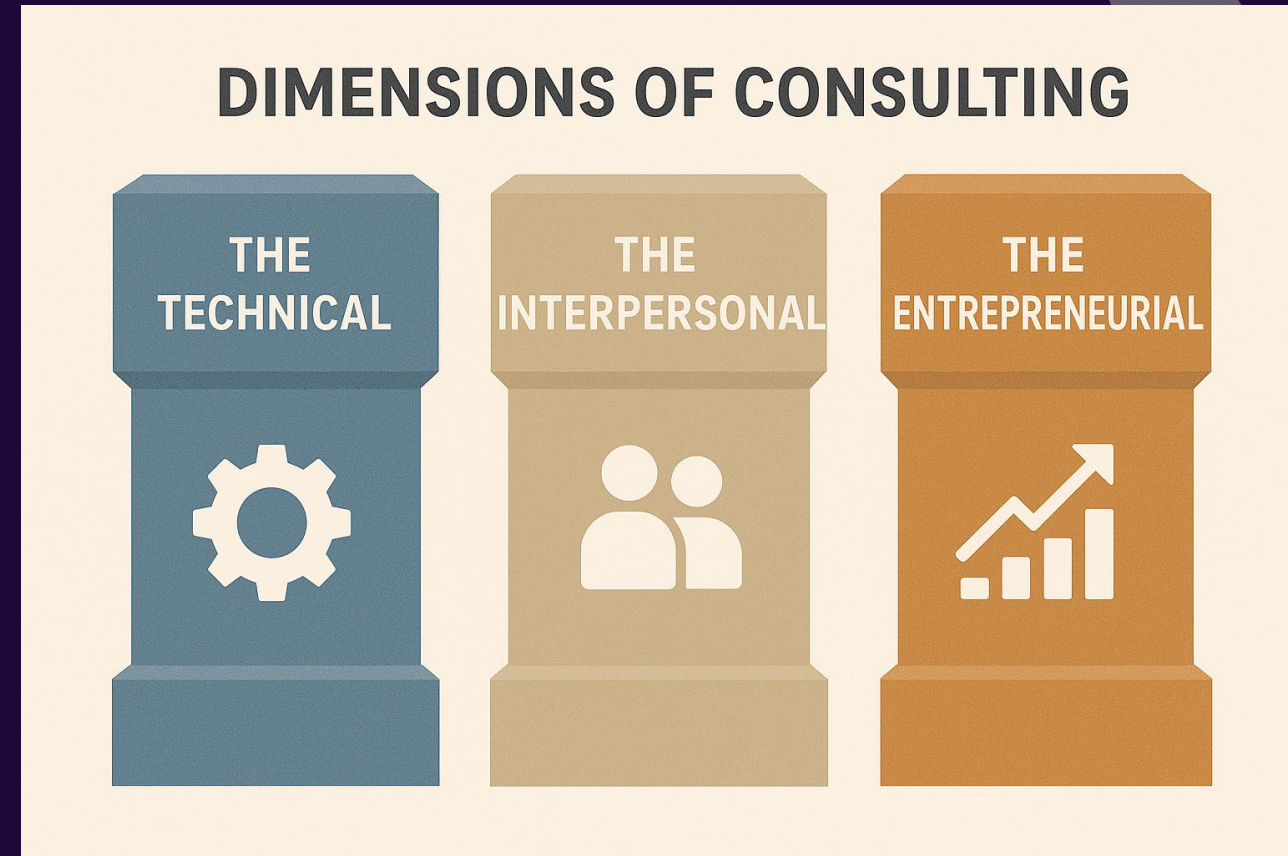 DIMENSIONS OF CONSULTING
THE
TECHNICAL
THE
INTERPERSONAL
THE
ENTREPRENEURIAL